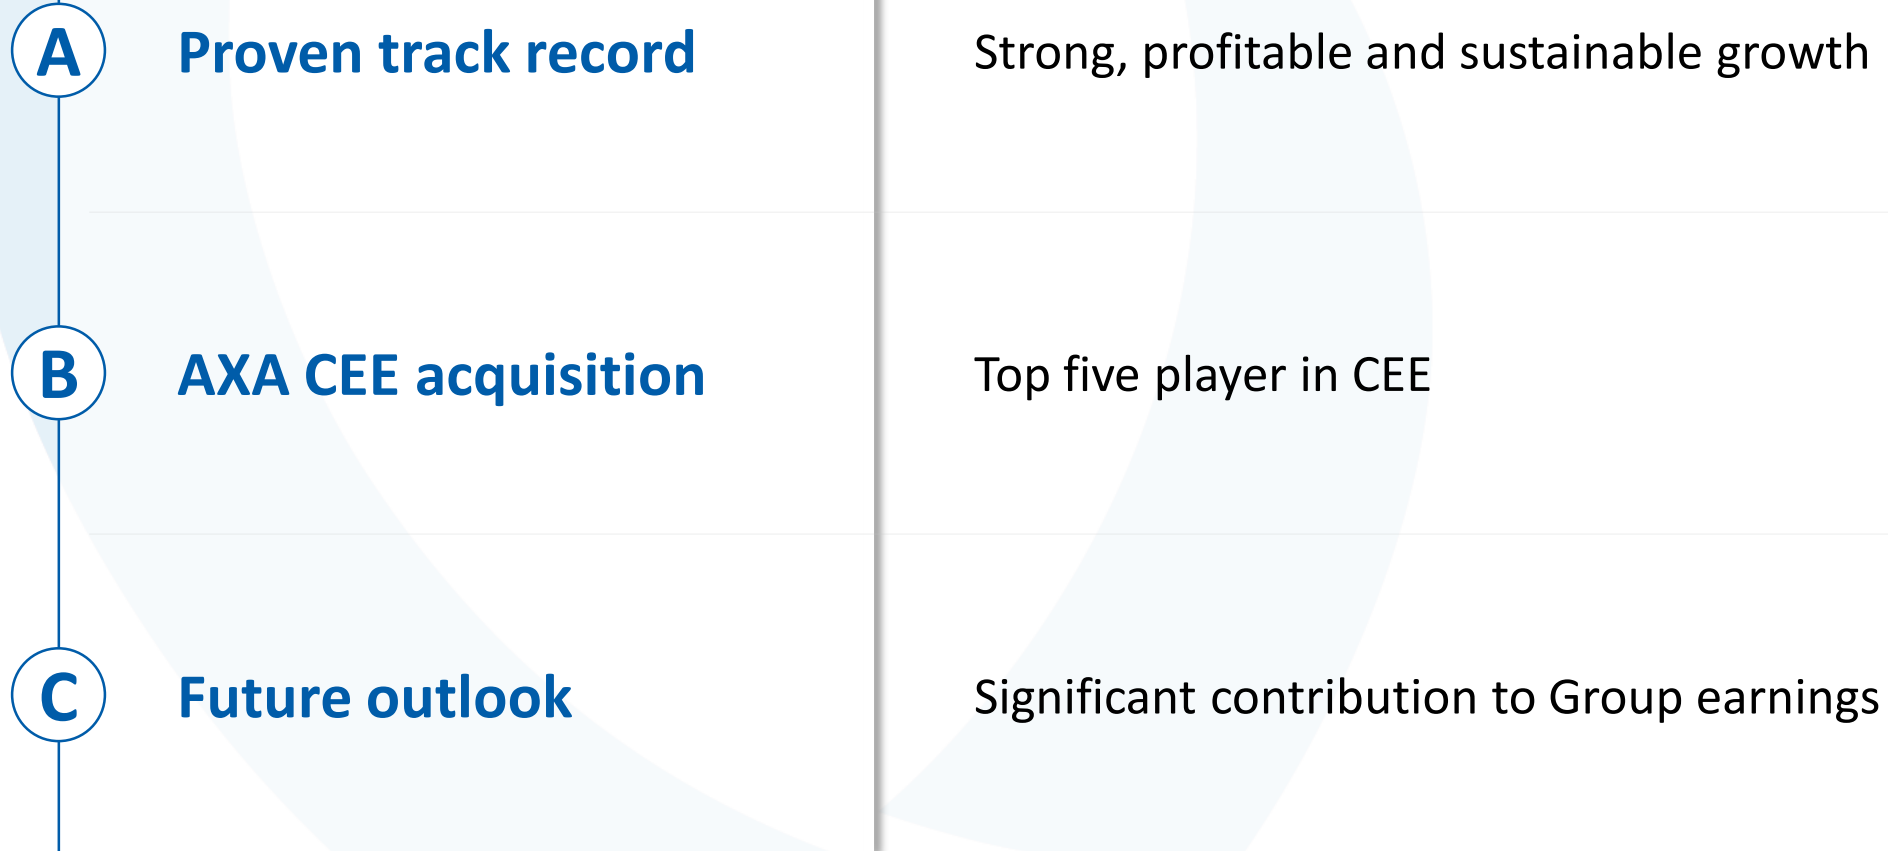 A Proven track record Strong, profitable and sustainable growth
B AXA CEE acquisition Top five player in CEE
C Future outlook Significant contribution to Group earnings